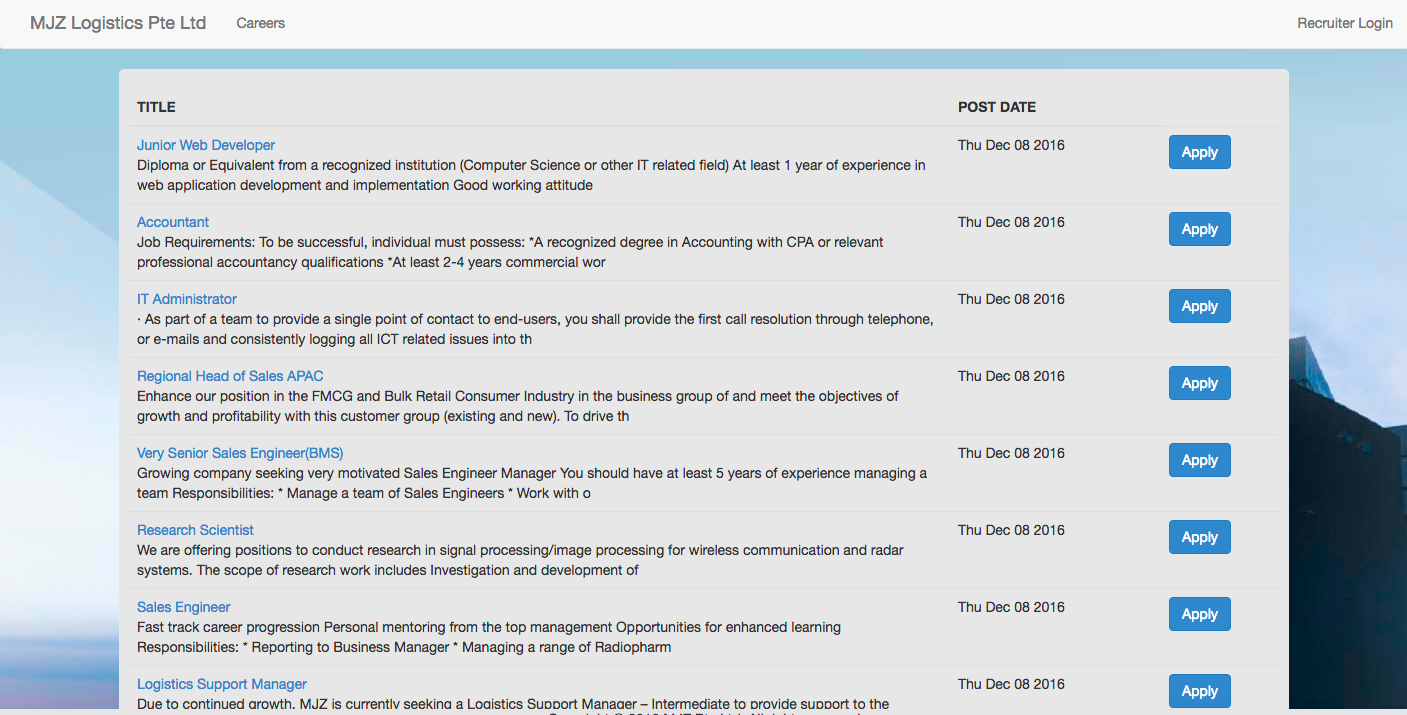 MJZ Logistics Pte Ltd Careers Recruiter Login
TITLE POST DATE
Junior Web Developer Thu Dec 08 2016 Apply
Diploma or Equivalent from a recognized institution (Computer Science or other IT related field) At least 1 year of experience in
web application development and implementation Good working attitude
Accountant Thu Dec 08 2016 Apply
Job Requirements: To be successful, individual must possess: *A recognized degree in Accounting with CPA or relevant
professional accountancy qualifications *At least 2-4 years commercial wor
IT Administrator Thu Dec 08 2016 Apply
· As part of a team to provide a single point of contact to end-users, you shall provide the first call resolution through telephone,
or e-mails and consistently logging all ICT related issues into th
Regional Head of Sales APAC Thu Dec 08 2016 Apply
Enhance our position in the FMCG and Bulk Retail Consumer Industry in the business group of and meet the objectives of
growth and profitability with this customer group (existing and new). To drive th
Very Senior Sales Engineer(BMS) Thu Dec 08 2016 Apply
Growing company seeking very motivated Sales Engineer Manager You should have at least 5 years of experience managing a
team Responsibilities: * Manage a team of Sales Engineers * Work with o
Research Scientist Thu Dec 08 2016 Apply
We are offering positions to conduct research in signal processing/image processing for wireless communication and radar
systems. The scope of research work includes Investigation and development of
Sales Engineer Thu Dec 08 2016 Apply
Fast track career progression Personal mentoring from the top management Opportunities for enhanced learning
Responsibilities: * Reporting to Business Manager * Managing a range of Radiopharm
Logistics Support Manager Thu Dec 08 2016 Apply
Due to continued growth, MJZ is currently seeking a Logistics Support Manager – Intermediate to provide support to the